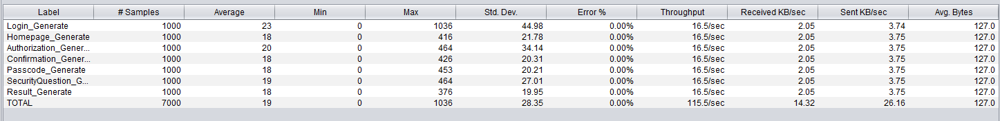 Label # Samples Average Min Max Std. Dev. Error % Throughput Received KB/sec Sent KB/sec Avg. Bytes
Login_Generate 1000 23 0 1036 44.98 0.00% 16.5/sec 2.05 3.74 127.0
Homepage_Generate 1000 18 0 416 21.78 0.00% 16.5/sec 2.05 3.75 127.0
Authorization_Gener... 1000 20 0 464 34.14 0.00% 16.5/sec 2.05 3.75 127.0
Confirmation_Gener... 1000 18 0 426 20.31 0.00% 16.5/sec 2.05 3.75 127.0
Passcode_Generate 1000 18 0 453 20.21 0.00% 16.5/sec 2.05 3.75 127.0
SecurityQuestion_G... 1000 19 0 464 27.01 0.00% 16.5/sec 2.05 3.75 127.0
Result_Generate 1000 18 0 376 19.95 0.00% 16.5/sec 2.05 3.75 127.0
TOTAL 7000 19 0 1036 28.35 0.00% 115.5/sec 14.32 26.16 127.0